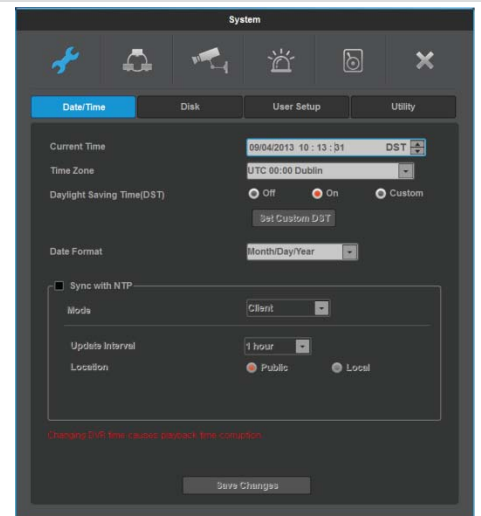 System
Date/Time Disk User Setup Utility
Current Time 09/04/2013 10 : 13 : 31 DST
Time Zone UTC 00:00 Dublin
Daylight Saving Time(DST) Off On Custom
Set Custom DST
Date Format Month/Day/Year
Sync with NTP
Mode Client
Update Interval 1 hour
Location Public Local
Changing DVR time causes playback time corruption.
Save Changes